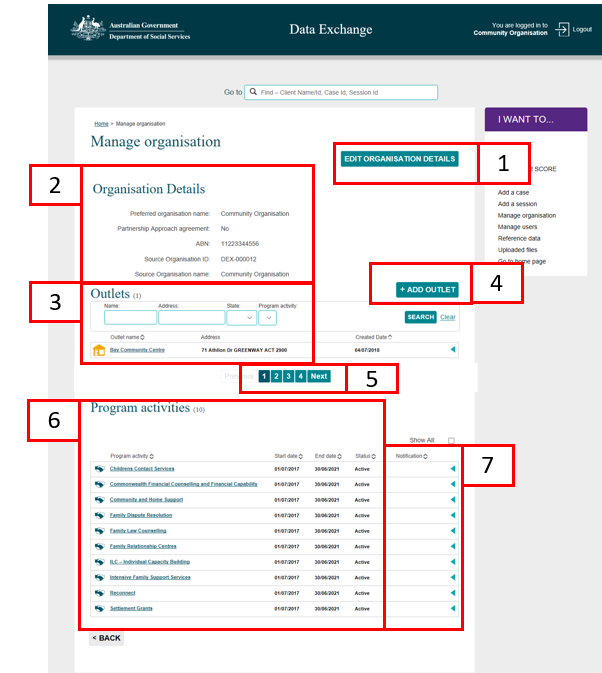 Australian Government
Department of Social Services
Data Exchange
You are logged in to
Community Organisation
Logout
Go to
Find – Client Name/Id, Case Id, Session Id
Home > Manage organisation
Manage organisation
EDIT ORGANISATION DETAILS
1
I WANT TO...
SCORE
Add a case
Add a session
Manage organisation
Manage users
Reference data
Uploaded files
Go to home page
2
Organisation Details
Preferred organisation name: Community Organisation
Partnership Approach agreement: No
ABN: 11223344556
Source Organisation ID: DEX-000012
Source Organisation name: Community Organisation
3
Outlets (1)
+ ADD OUTLET
4
Name: Address: State: Program activity:
SEARCH Clear
Outlet name Address Created Date
Bay Community Centre 71 Athllon Dr GREENWAY ACT 2900 04/07/2018
Previous 1 2 3 4 Next
5
6
Program activities (10)
Show All
7
Program activity Start date End date Status Notification
Childrens Contact Services 01/07/2017 30/06/2021 Active
Commonwealth Financial Counselling and Financial Capability 01/07/2017 30/06/2021 Active
Community and Home Support 01/07/2017 30/06/2021 Active
Family Dispute Resolution 01/07/2017 30/06/2021 Active
Family Law Counselling 01/07/2017 30/06/2021 Active
Family Relationship Centres 01/07/2017 30/06/2021 Active
ILC – Individual Capacity Building 01/07/2017 30/06/2021 Active
Intensive Family Support Services 01/07/2017 30/06/2021 Active
Reconnect 01/07/2017 30/06/2021 Active
Settlement Grants 01/07/2017 30/06/2021 Active
< BACK